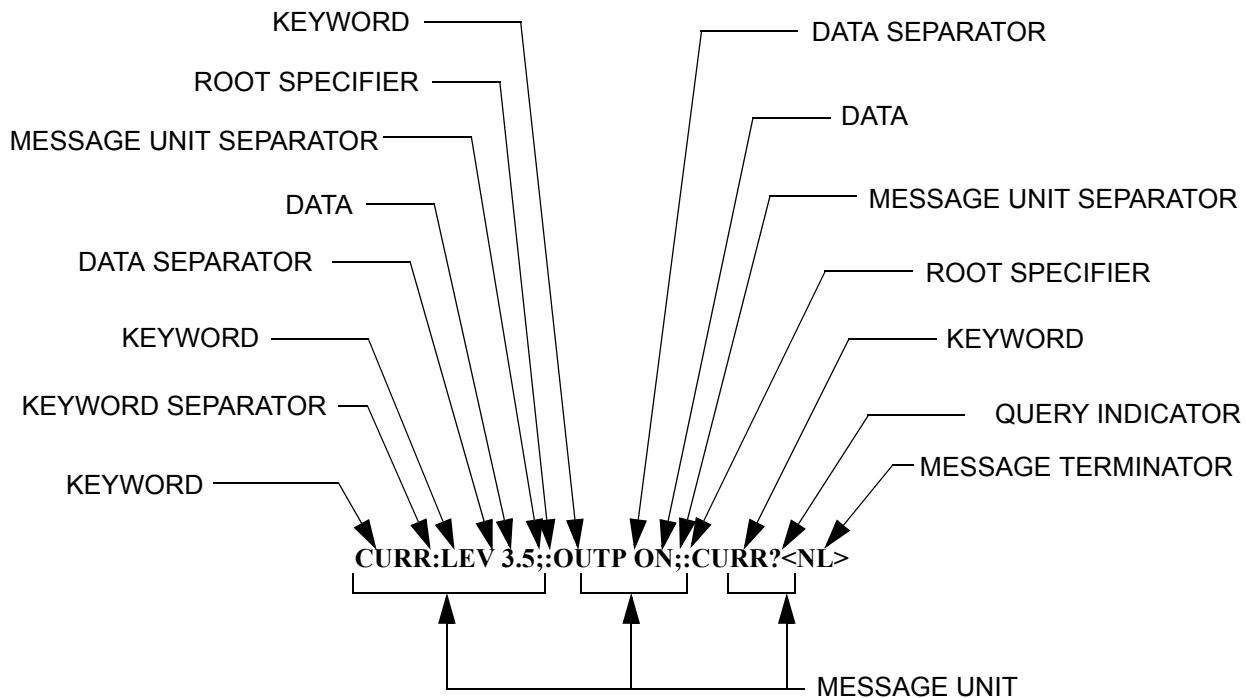 KEYWORD
DATA SEPARATOR
ROOT SPECIFIER
DATA
MESSAGE UNIT SEPARATOR
DATA
MESSAGE UNIT SEPARATOR
DATA SEPARATOR
ROOT SPECIFIER
KEYWORD
KEYWORD
KEYWORD SEPARATOR
QUERY INDICATOR
KEYWORD
MESSAGE TERMINATOR
CURR:LEV 3.5;:OUTP ON;:CURR?<NL>
MESSAGE UNIT